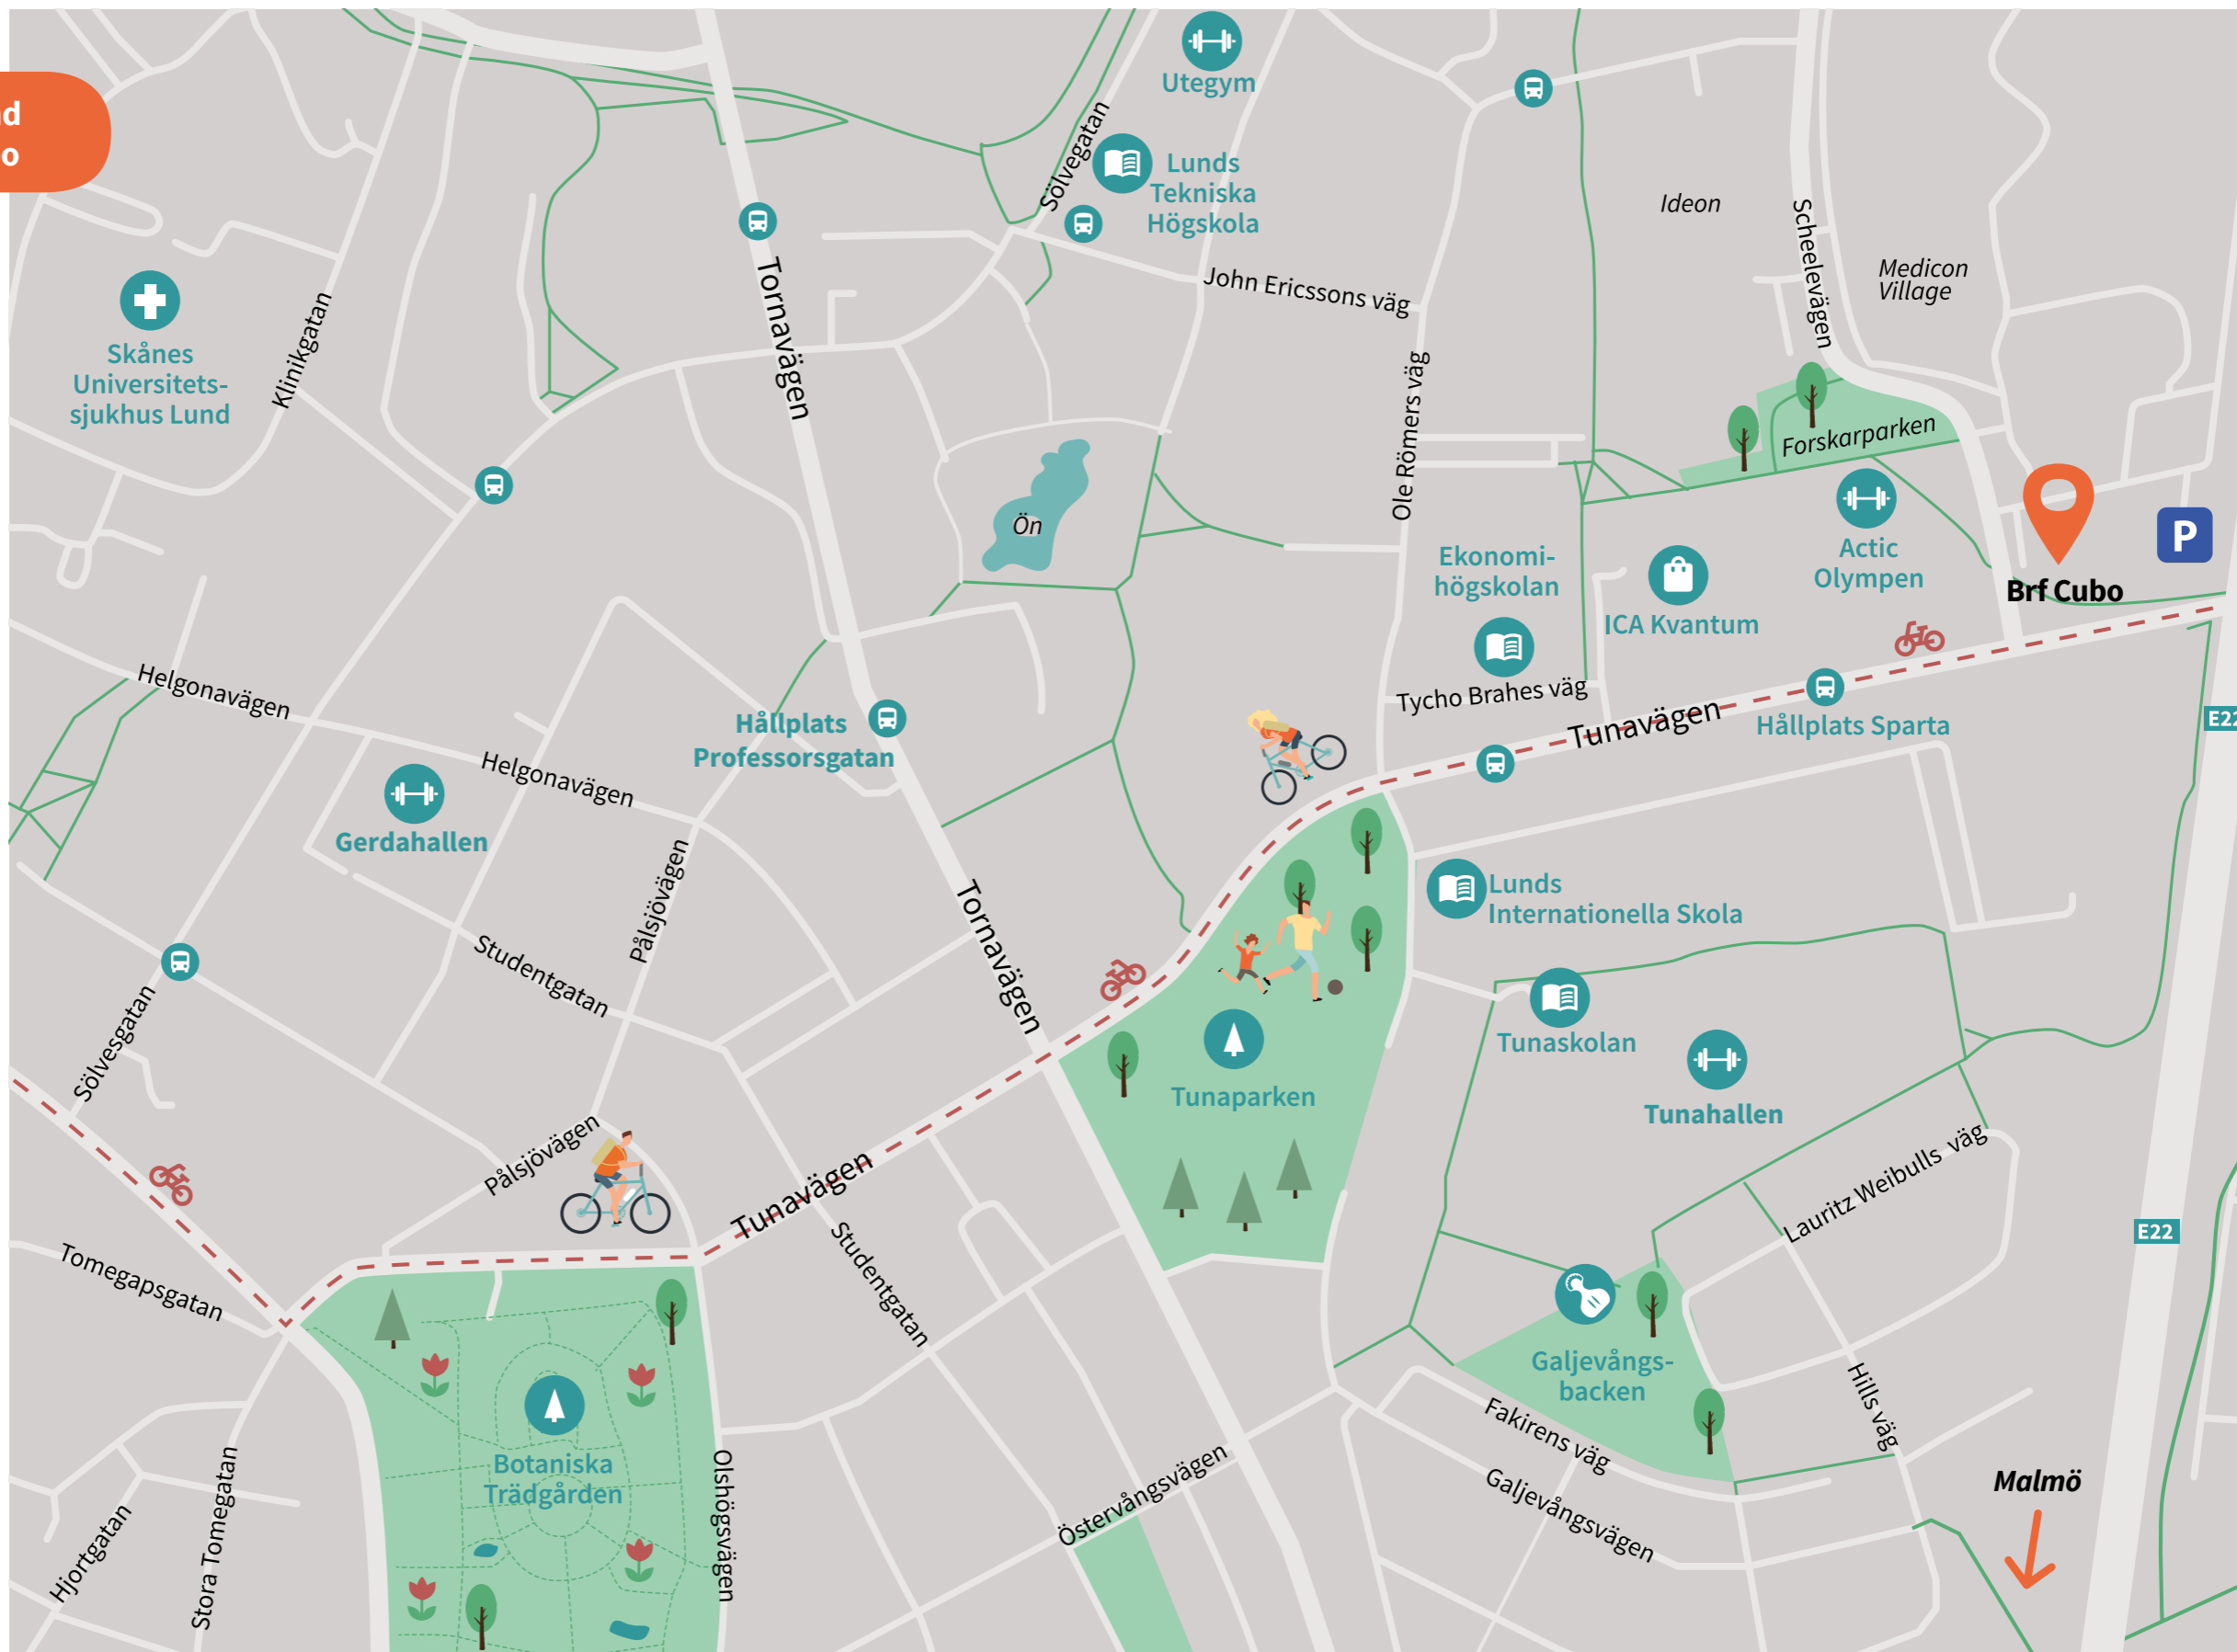 d
o
Utegym
Sölvegatan
Lunds
Tekniska
Högskola
Ideon
Scheelevägen
Medicon
Village
Tornavägen
John Ericssons väg
Skånes
Universitets-
sjukhus Lund
Klinikgatan
Ole Römers väg
Forskarparken
Ön
Ekonomi-
högskolan
Actic
Olympen
P
Brf Cubo
ICA Kvantum
Helgonavägen
Tycho Brahes väg
Tunavägen
Hållplats Sparta
E22
Hållplats
Professorsgatan
Helgonavägen
Gerdahallen
Pålsjövägen
Tornavägen
Lunds
Internationella Skola
Studentgatan
Sölvesgatan
Tunaskolan
Tunaparken
Tunahallen
Pålsjövägen
Tunavägen
Lauritz Weibulls väg
E22
Tomegapsgatan
Studentgatan
Galjevångs-
backen
Hills väg
Fakirens väg
Botaniska
Trädgården
Olshögsvägen
Östervångsvägen
Galjevångsvägen
Malmö
Stora Tomegatan
Hjortgatan